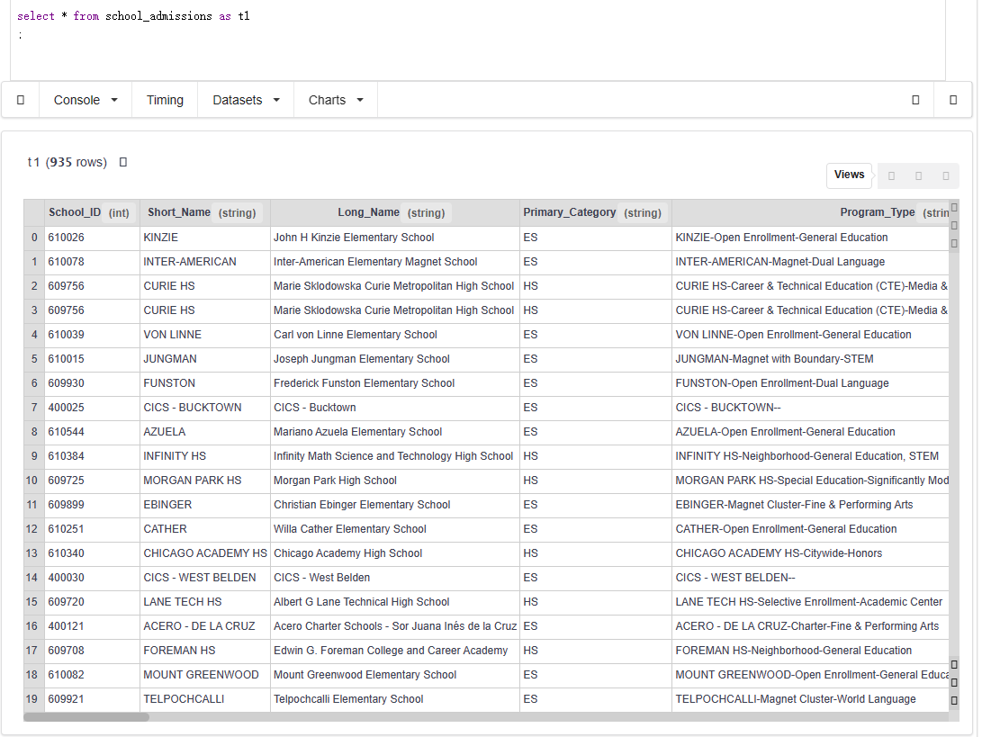 select * from school_admissions as t1
;
Console Timing Datasets Charts
t1 (935 rows)
Views
School_ID (int) Short_Name (string) Long_Name (string) Primary_Category (string) Program_Type (strin
0 610026 KINZIE John H Kinzie Elementary School ES KINZIE-Open Enrollment-General Education
1 610078 INTER-AMERICAN Inter-American Elementary Magnet School ES INTER-AMERICAN-Magnet-Dual Language
2 609756 CURIE HS Marie Sklodowska Curie Metropolitan High School HS CURIE HS-Career & Technical Education (CTE)-Media &
3 609756 CURIE HS Marie Sklodowska Curie Metropolitan High School HS CURIE HS-Career & Technical Education (CTE)-Media &
4 610039 VON LINNE Carl von Linne Elementary School ES VON LINNE-Open Enrollment-General Education
5 610015 JUNGMAN Joseph Jungman Elementary School ES JUNGMAN-Magnet with Boundary-STEM
6 609930 FUNSTON Frederick Funston Elementary School ES FUNSTON-Open Enrollment-Dual Language
7 400025 CICS - BUCKTOWN CICS - Bucktown ES CICS - BUCKTOWN--
8 610544 AZUELA Mariano Azuela Elementary School ES AZUELA-Open Enrollment-General Education
9 610384 INFINITY HS Infinity Math Science and Technology High School HS INFINITY HS-Neighborhood-General Education, STEM
10 609725 MORGAN PARK HS Morgan Park High School HS MORGAN PARK HS-Special Education-Significantly Mod
11 609899 EBINGER Christian Ebinger Elementary School ES EBINGER-Magnet Cluster-Fine & Performing Arts
12 610251 CATHER Willa Cather Elementary School ES CATHER-Open Enrollment-General Education
13 610340 CHICAGO ACADEMY HS Chicago Academy High School HS CHICAGO ACADEMY HS-Citywide-Honors
14 400030 CICS - WEST BELDEN CICS - West Belden ES CICS - WEST BELDEN--
15 609720 LANE TECH HS Albert G Lane Technical High School HS LANE TECH HS-Selective Enrollment-Academic Center
16 400121 ACERO - DE LA CRUZ Acero Charter Schools - Sor Juana Inés de la Cruz ES ACERO - DE LA CRUZ-Charter-Fine & Performing Arts
17 609708 FOREMAN HS Edwin G. Foreman College and Career Academy HS FOREMAN HS-Neighborhood-General Education
18 610082 MOUNT GREENWOOD Mount Greenwood Elementary School ES MOUNT GREENWOOD-Open Enrollment-General Educa
19 609921 TELPOCHCALLI Telpochcalli Elementary School ES TELPOCHCALLI-Magnet Cluster-World Language